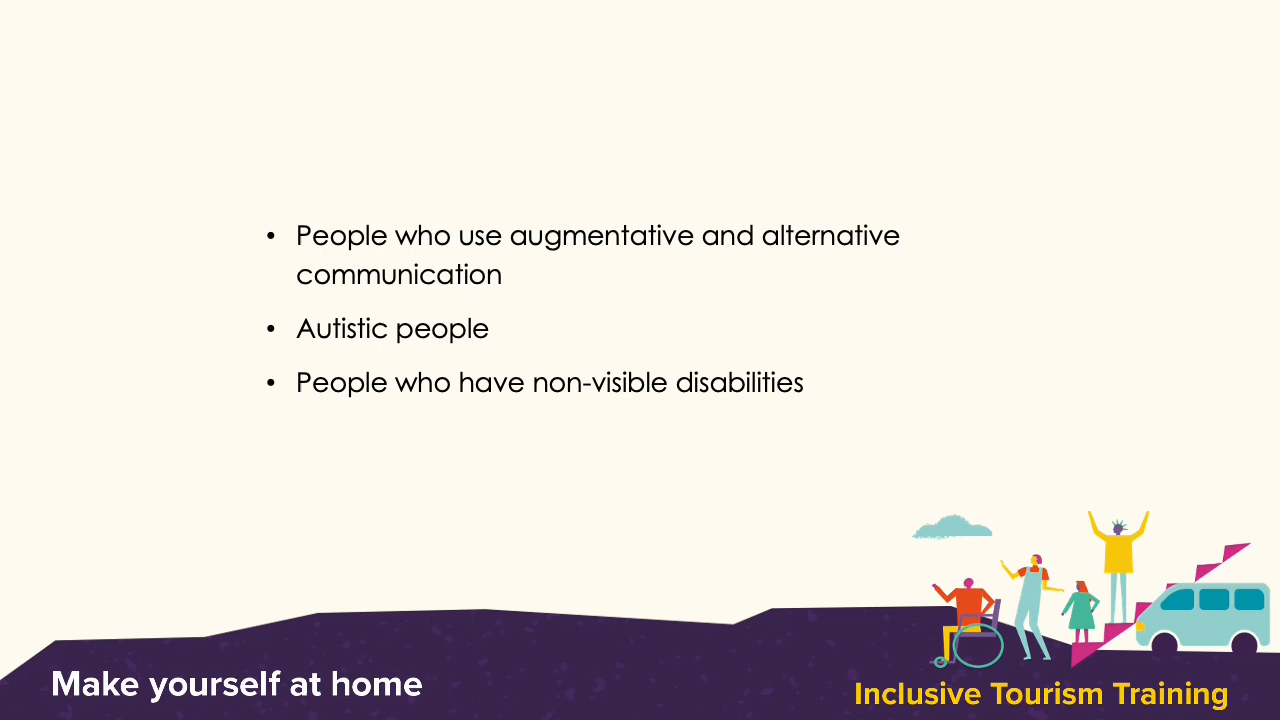 • People who use augmentative and alternative
communication
• Autistic people
• People who have non-visible disabilities
Make yourself at home
Inclusive Tourism Training